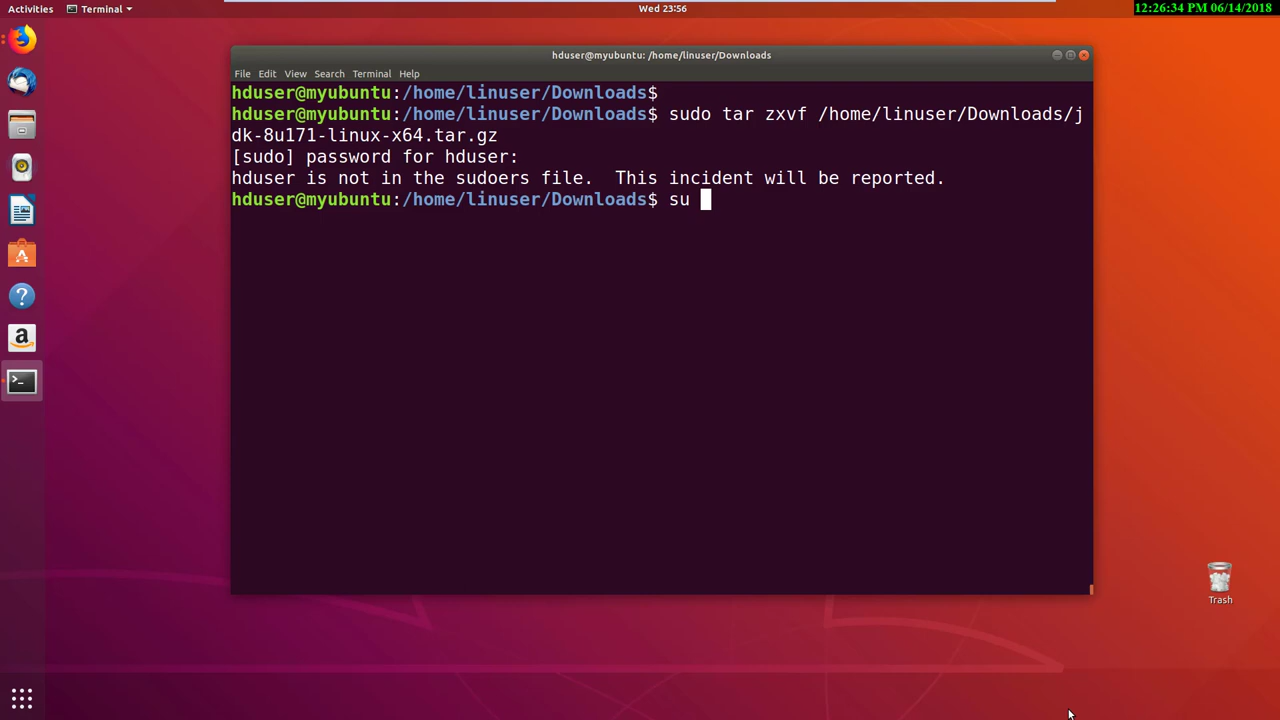 Activities Terminal Wed 23:56 12:26:34 PM 06/14/2018
hduser@myubuntu: /home/linuser/Downloads
File Edit View Search Terminal Help
hduser@myubuntu:/home/linuser/Downloads$
hduser@myubuntu:/home/linuser/Downloads$ sudo tar zxvf /home/linuser/Downloads/j
dk-8u171-linux-x64.tar.gz
[sudo] password for hduser:
hduser is not in the sudoers file.  This incident will be reported.
hduser@myubuntu:/home/linuser/Downloads$ su
Trash